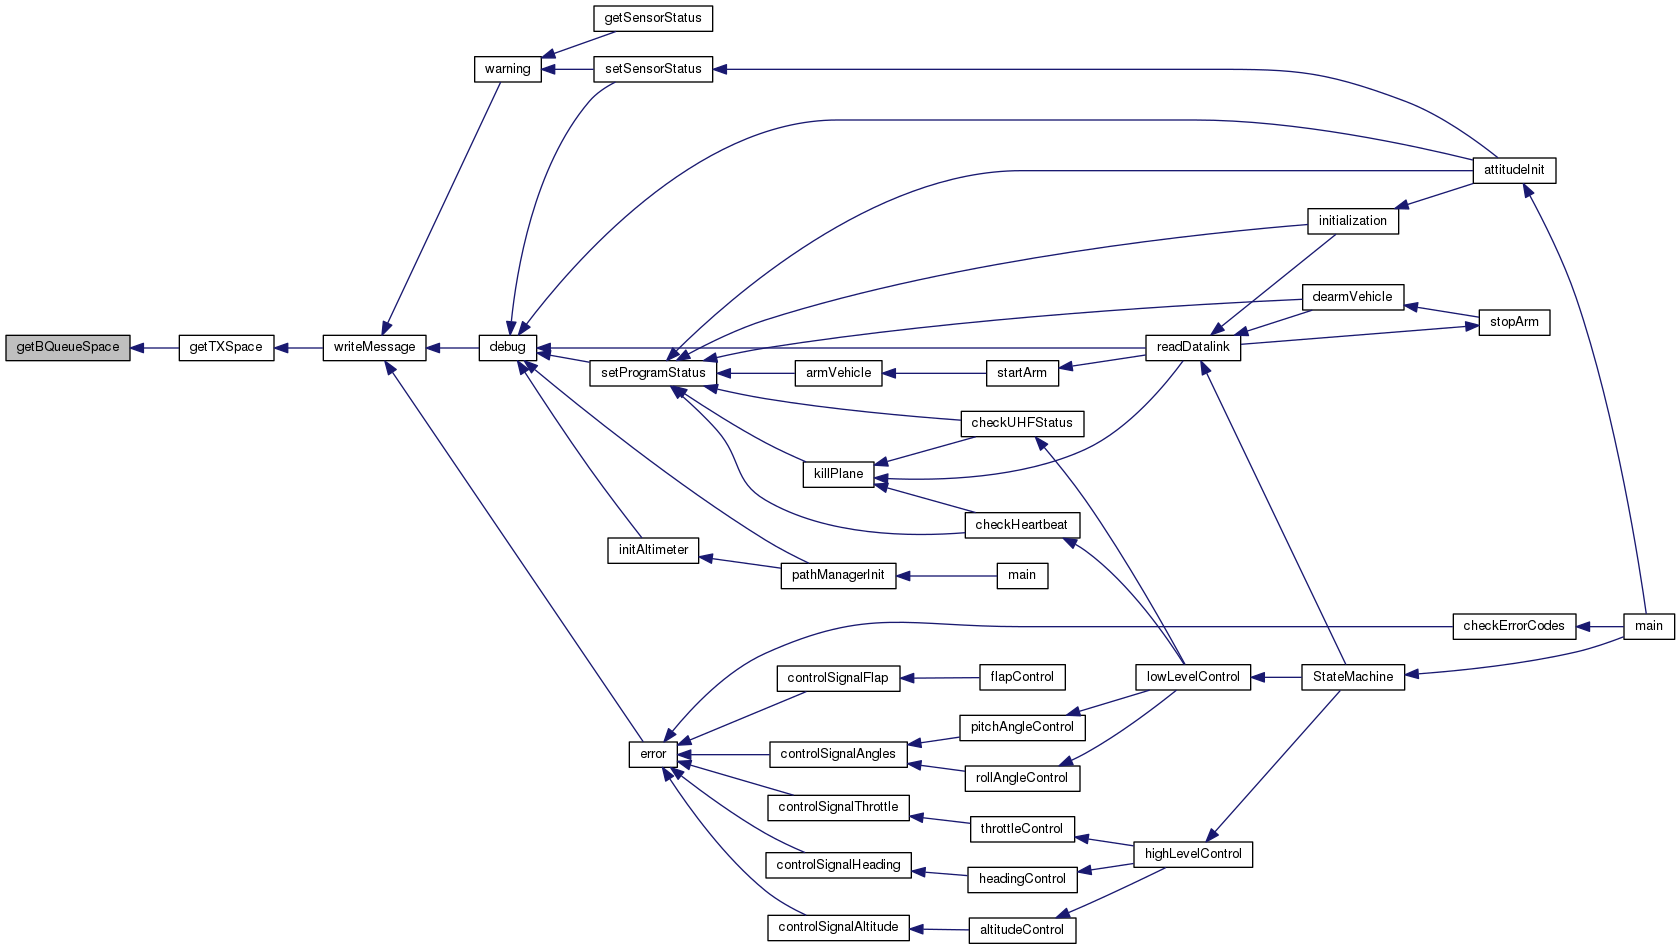 getSensorStatus
warning
setSensorStatus
attitudeInit
initialization
dearmVehicle
stopArm
getBQueueSpace
getTXSpace
writeMessage
debug
readDatalink
setProgramStatus
armVehicle
startArm
checkUHFStatus
killPlane
checkHeartbeat
initAltimeter
pathManagerInit
main
checkErrorCodes
main
controlSignalFlap
flapControl
lowLevelControl
StateMachine
pitchAngleControl
error
controlSignalAngles
rollAngleControl
controlSignalThrottle
throttleControl
highLevelControl
controlSignalHeading
headingControl
controlSignalAltitude
altitudeControl